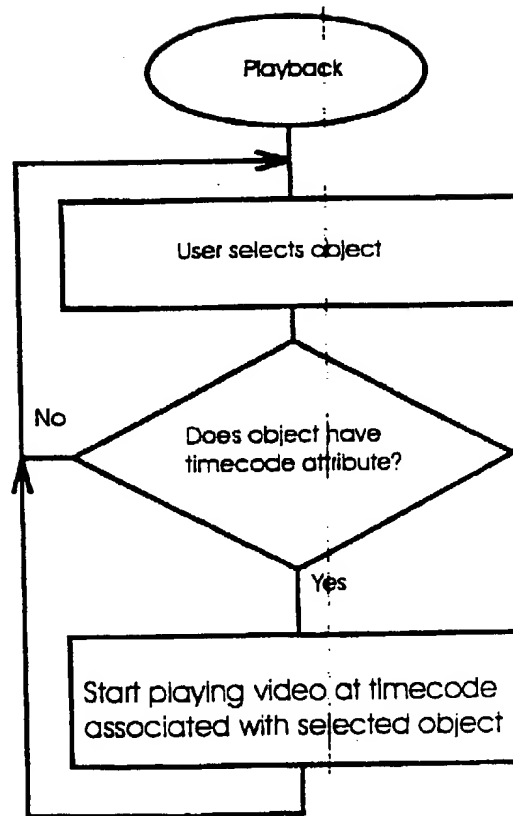 Playback
User selects object
No
Does object have
timecode attribute?
Yes
Start playing video at timecode
associated with selected object